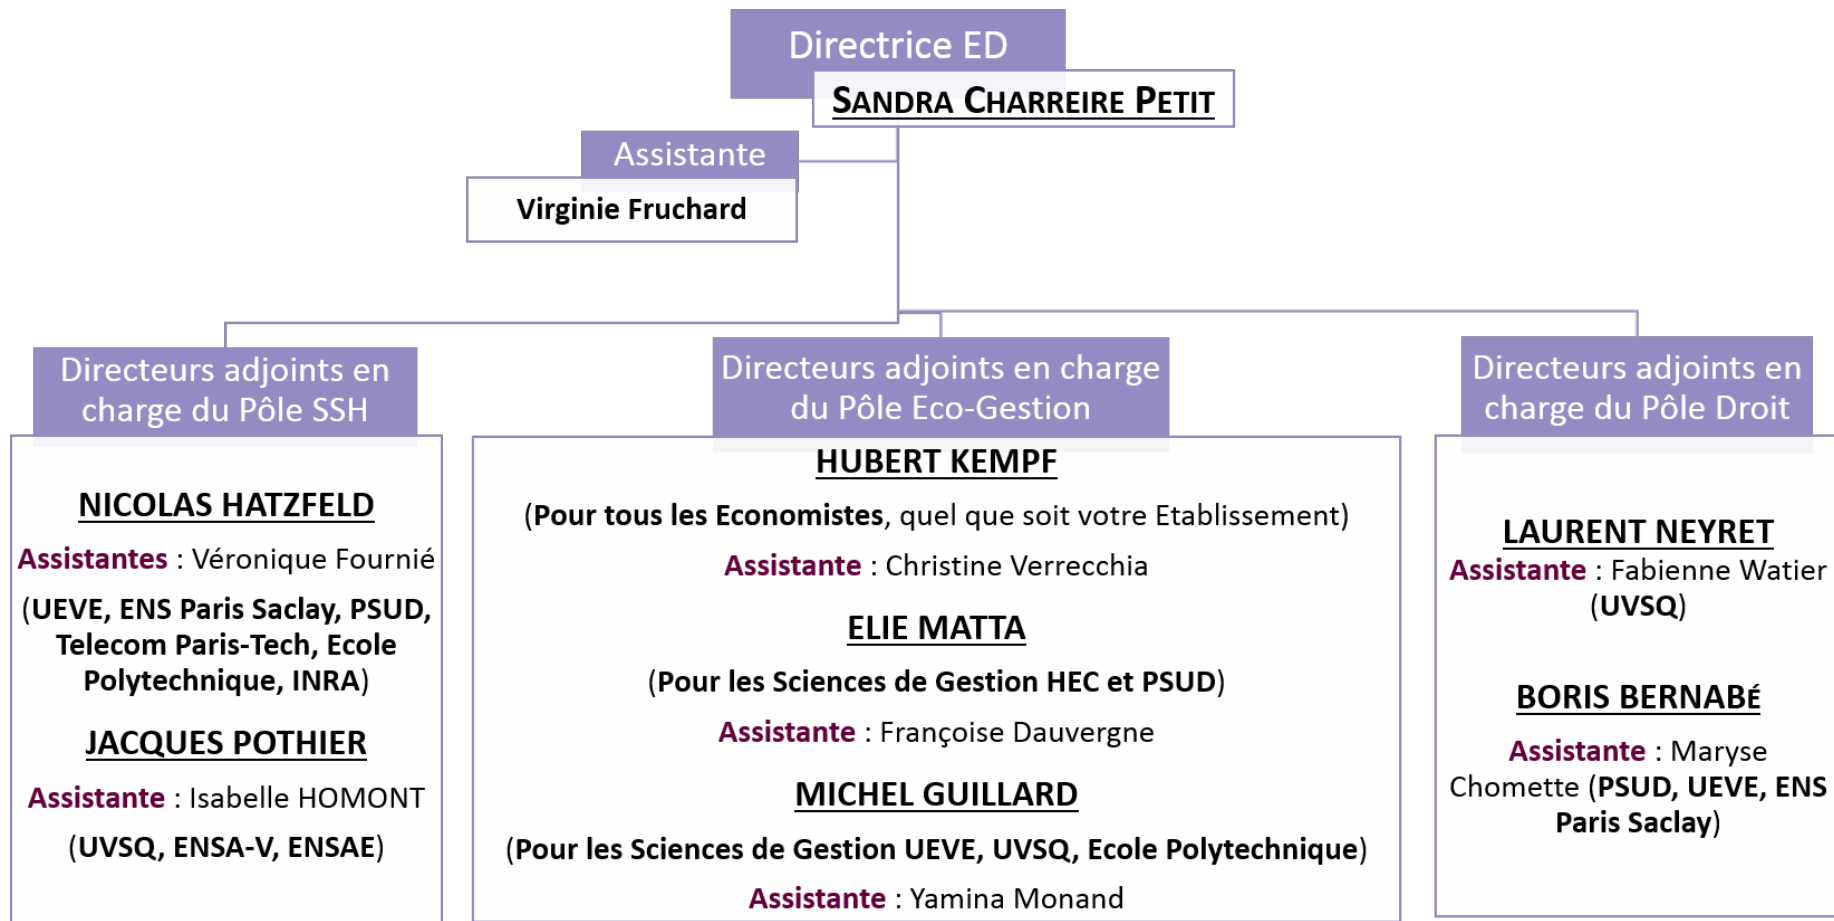 Directrice ED
SANDRA CHARREIRE PETIT
Assistante
Virginie Fruchard
Directeurs adjoints en
charge du Pôle SSH
NICOLAS HATZFELD
Assistantes : Véronique Fournié
(UEVE, ENS Paris Saclay, PSUD,
Telecom Paris-Tech, Ecole
Polytechnique, INRA)
JACQUES POTHIER
Assistante : Isabelle HOMONT
(UVSQ, ENSA-V, ENSAE)
Directeurs adjoints en charge
du Pôle Eco-Gestion
HUBERT KEMPF
(Pour tous les Economistes, quel que soit votre Etablissement)
Assistante : Christine Verrecchia
ELIE MATTA
(Pour les Sciences de Gestion HEC et PSUD)
Assistante : Françoise Dauvergne
MICHEL GUILLARD
(Pour les Sciences de Gestion UEVE, UVSQ, Ecole Polytechnique)
Assistante : Yamina Monand
Directeurs adjoints en
charge du Pôle Droit
LAURENT NEYRET
Assistante : Fabienne Watier
(UVSQ)
BORIS BERNABÉ
Assistante : Maryse
Chomette (PSUD, UEVE, ENS
Paris Saclay)